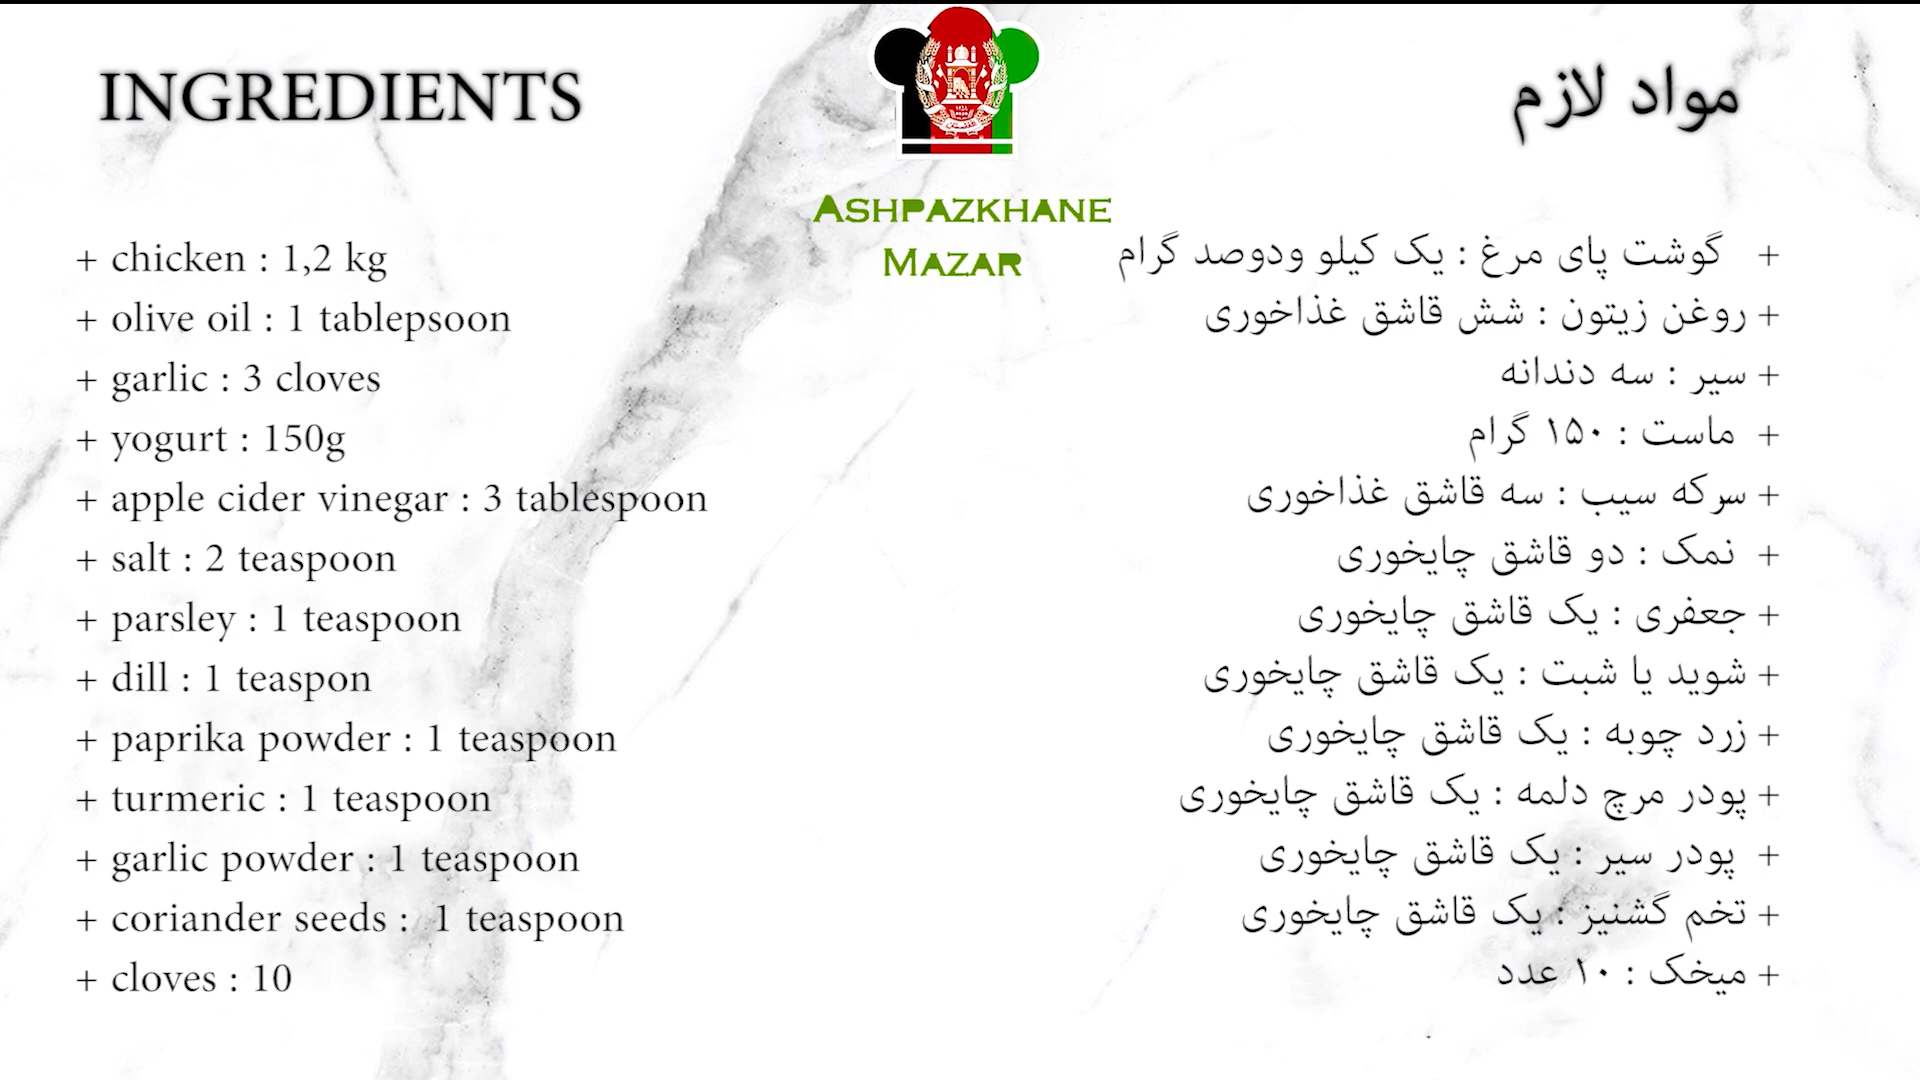 INGREDIENTS
+ chicken : 1,2 kg
+ olive oil : 1 tablepsoon
+ garlic : 3 cloves
+ yogurt : 150g
+ apple cider vinegar : 3 tablespoon
+ salt : 2 teaspoon
+ parsley : 1 teaspoon
+ dill : 1 teaspon
+ paprika powder : 1 teaspoon
+ turmeric : 1 teaspoon
+ garlic powder : 1 teaspoon
+ coriander seeds : 1 teaspoon
+ cloves : 10
ASHPAZKHANE
MAZAR
مواد لازم
+ گوشت پای مرغ : یک کیلو ودوصد گرام
+ روغن زیتون : شش قاشق غذاخوری
+ سیر : سه دندانه
+ ماست : ۱۵۰ گرام
+ سرکه سیب : سه قاشق غذاخوری
+ نمک : دو قاشق چایخوری
+ جعفری : یک قاشق چایخوری
+ شوید یا شبت : یک قاشق چایخوری
+ زرد چوبه : یک قاشق چایخوری
+ پودر مرچ دلمه : یک قاشق چایخوری
+ پودر سیر : یک قاشق چایخوری
+ تخم گشنیز : یک قاشق چایخوری
+ میخک : ۱۰ عدد